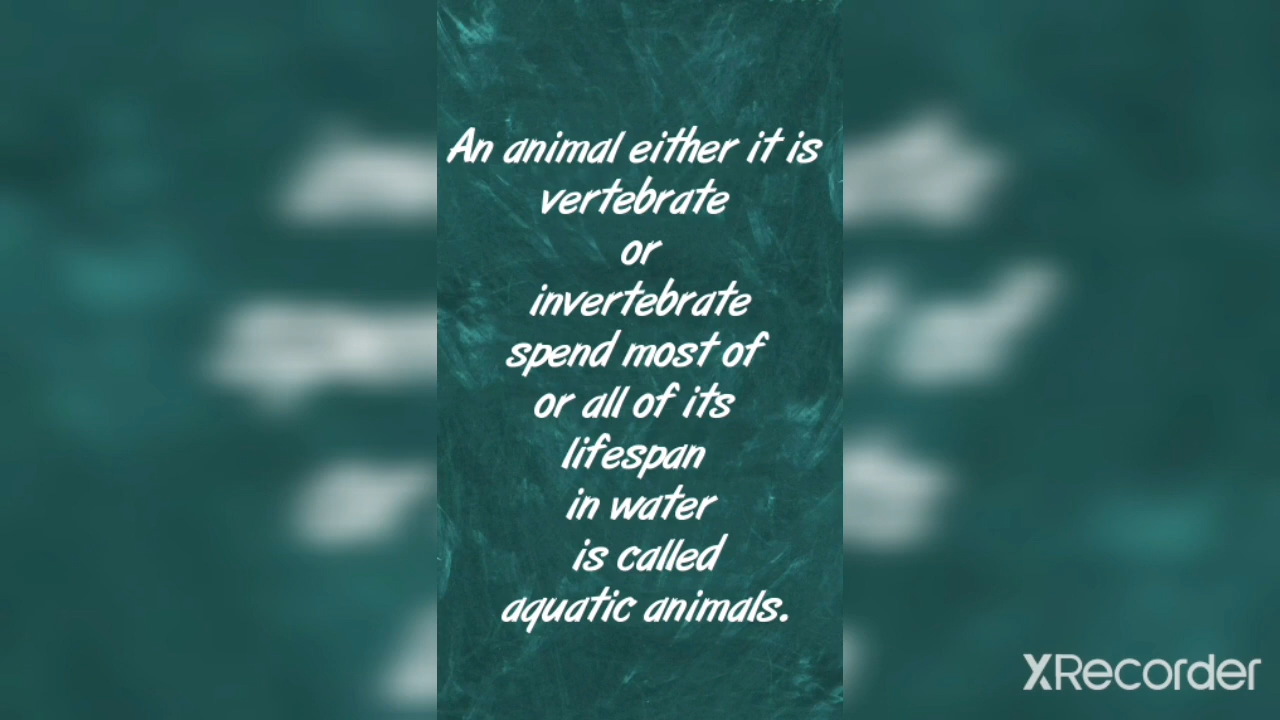 An animal either it is
vertebrate
or
invertebrate
spend most of
or all of its
lifespan
in water
is called
aquatic animals.
XRecorder